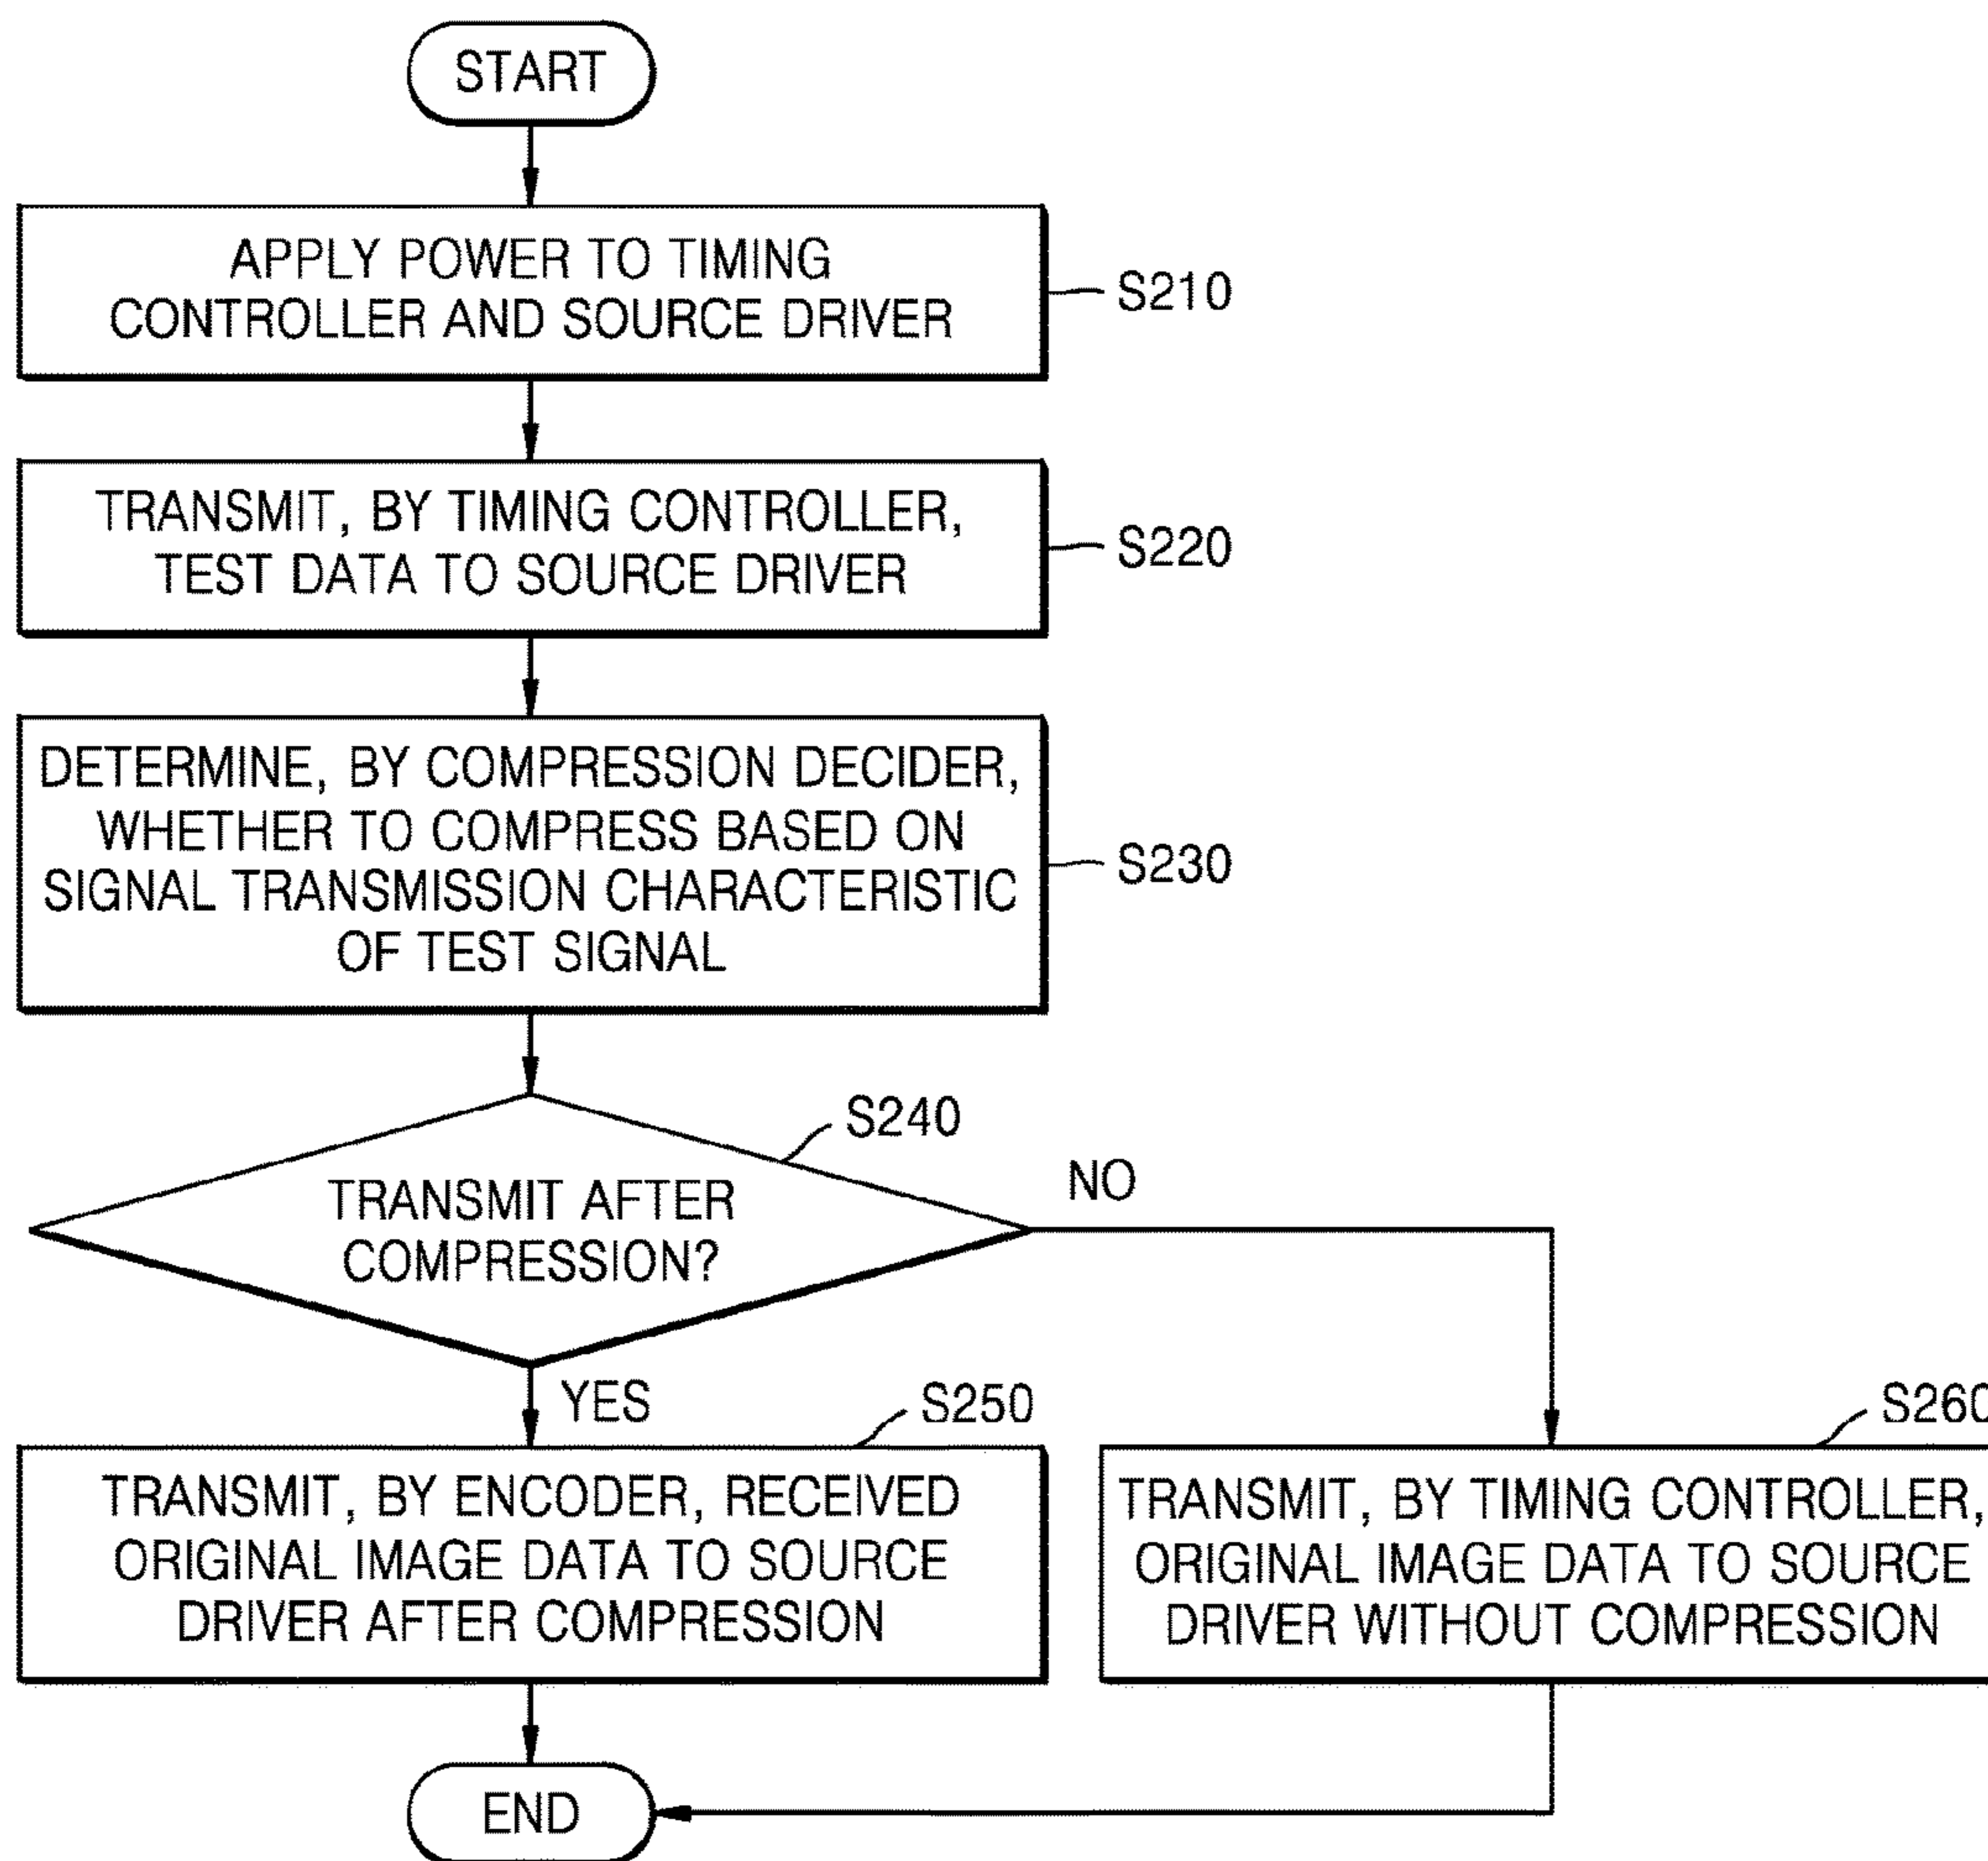 START
APPLY POWER TO TIMING
CONTROLLER AND SOURCE DRIVER
S210
TRANSMIT, BY TIMING CONTROLLER,
TEST DATA TO SOURCE DRIVER
S220
DETERMINE, BY COMPRESSION DECIDER,
WHETHER TO COMPRESS BASED ON
SIGNAL TRANSMISSION CHARACTERISTIC
OF TEST SIGNAL
S230
S240
TRANSMIT AFTER
COMPRESSION?
NO
YES
S250
TRANSMIT, BY ENCODER, RECEIVED
ORIGINAL IMAGE DATA TO SOURCE
DRIVER AFTER COMPRESSION
S260
TRANSMIT, BY TIMING CONTROLLER,
ORIGINAL IMAGE DATA TO SOURCE
DRIVER WITHOUT COMPRESSION
END